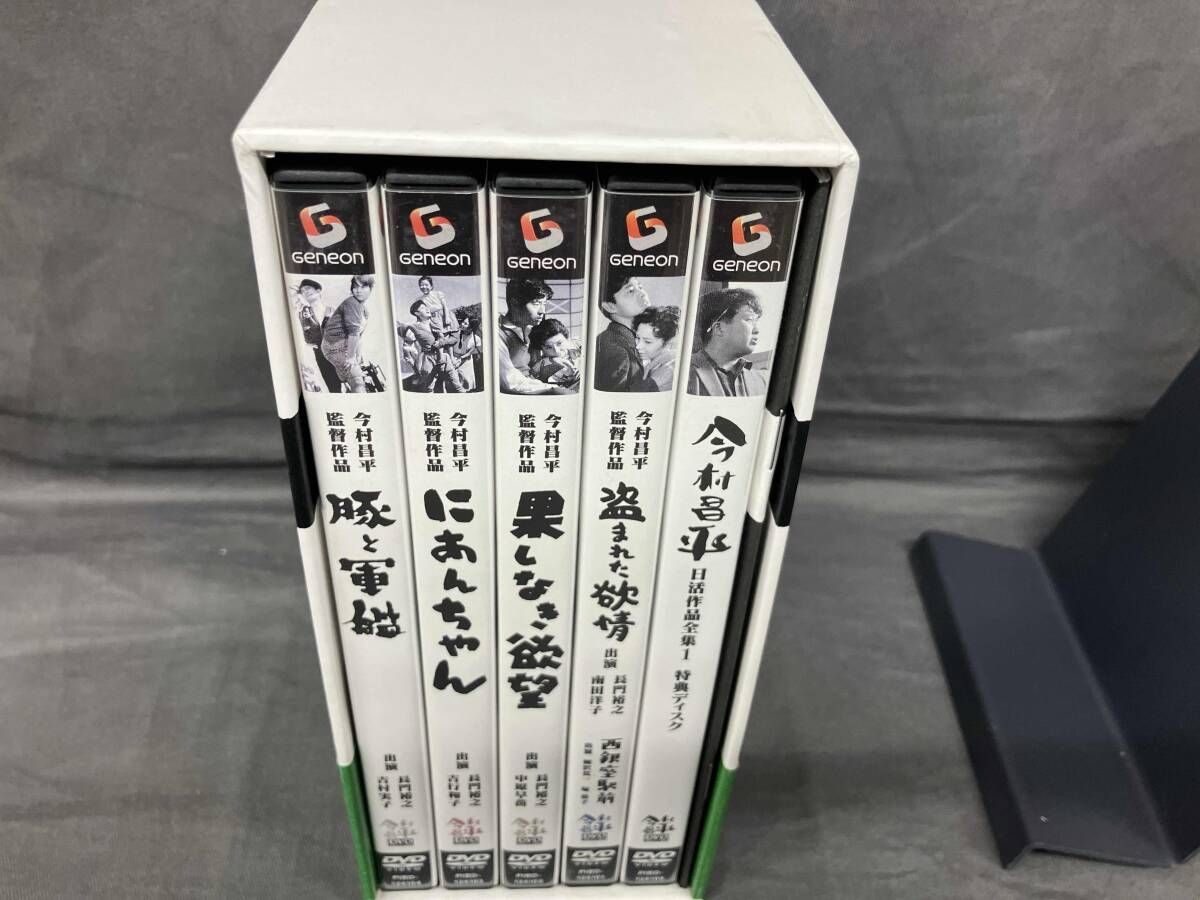 GENEON
今村昌平
監督作品
豚と軍艦
出演
長門裕之
吉村実子
DVD
VIDEO
GENEON
今村昌平
監督作品
にあんちゃん
出演
長門裕之
吉行和子
DVD
VIDEO
GENEON
今村昌平
監督作品
果しなき欲望
出演
長門裕之
中原早苗
DVD
VIDEO
GENEON
今村昌平
監督作品
盗まれた欲情
出演
長門裕之
南田洋子
西銀座駅前
DVD
VIDEO
GENEON
今村昌平
日活作品全集1 特典ディスク
DVD
VIDEO